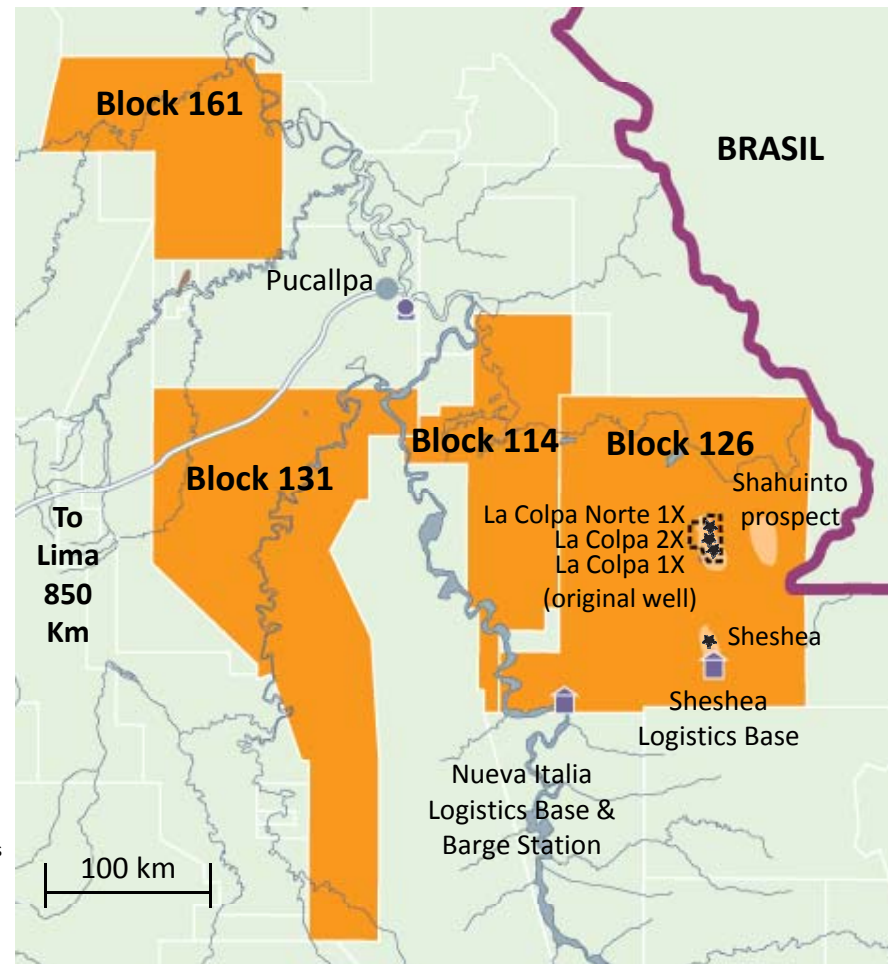 Block 161
BRASIL
Pucallpa
Block 114
Block 126
Block 131
Shahuinto
prospect
La Colpa Norte 1X
La Colpa 2X
La Colpa 1X
(original well)
To
Lima
850
Km
Sheshea
Sheshea
Logistics Base
Nueva Italia
Logistics Base &
Barge Station
100 km
s